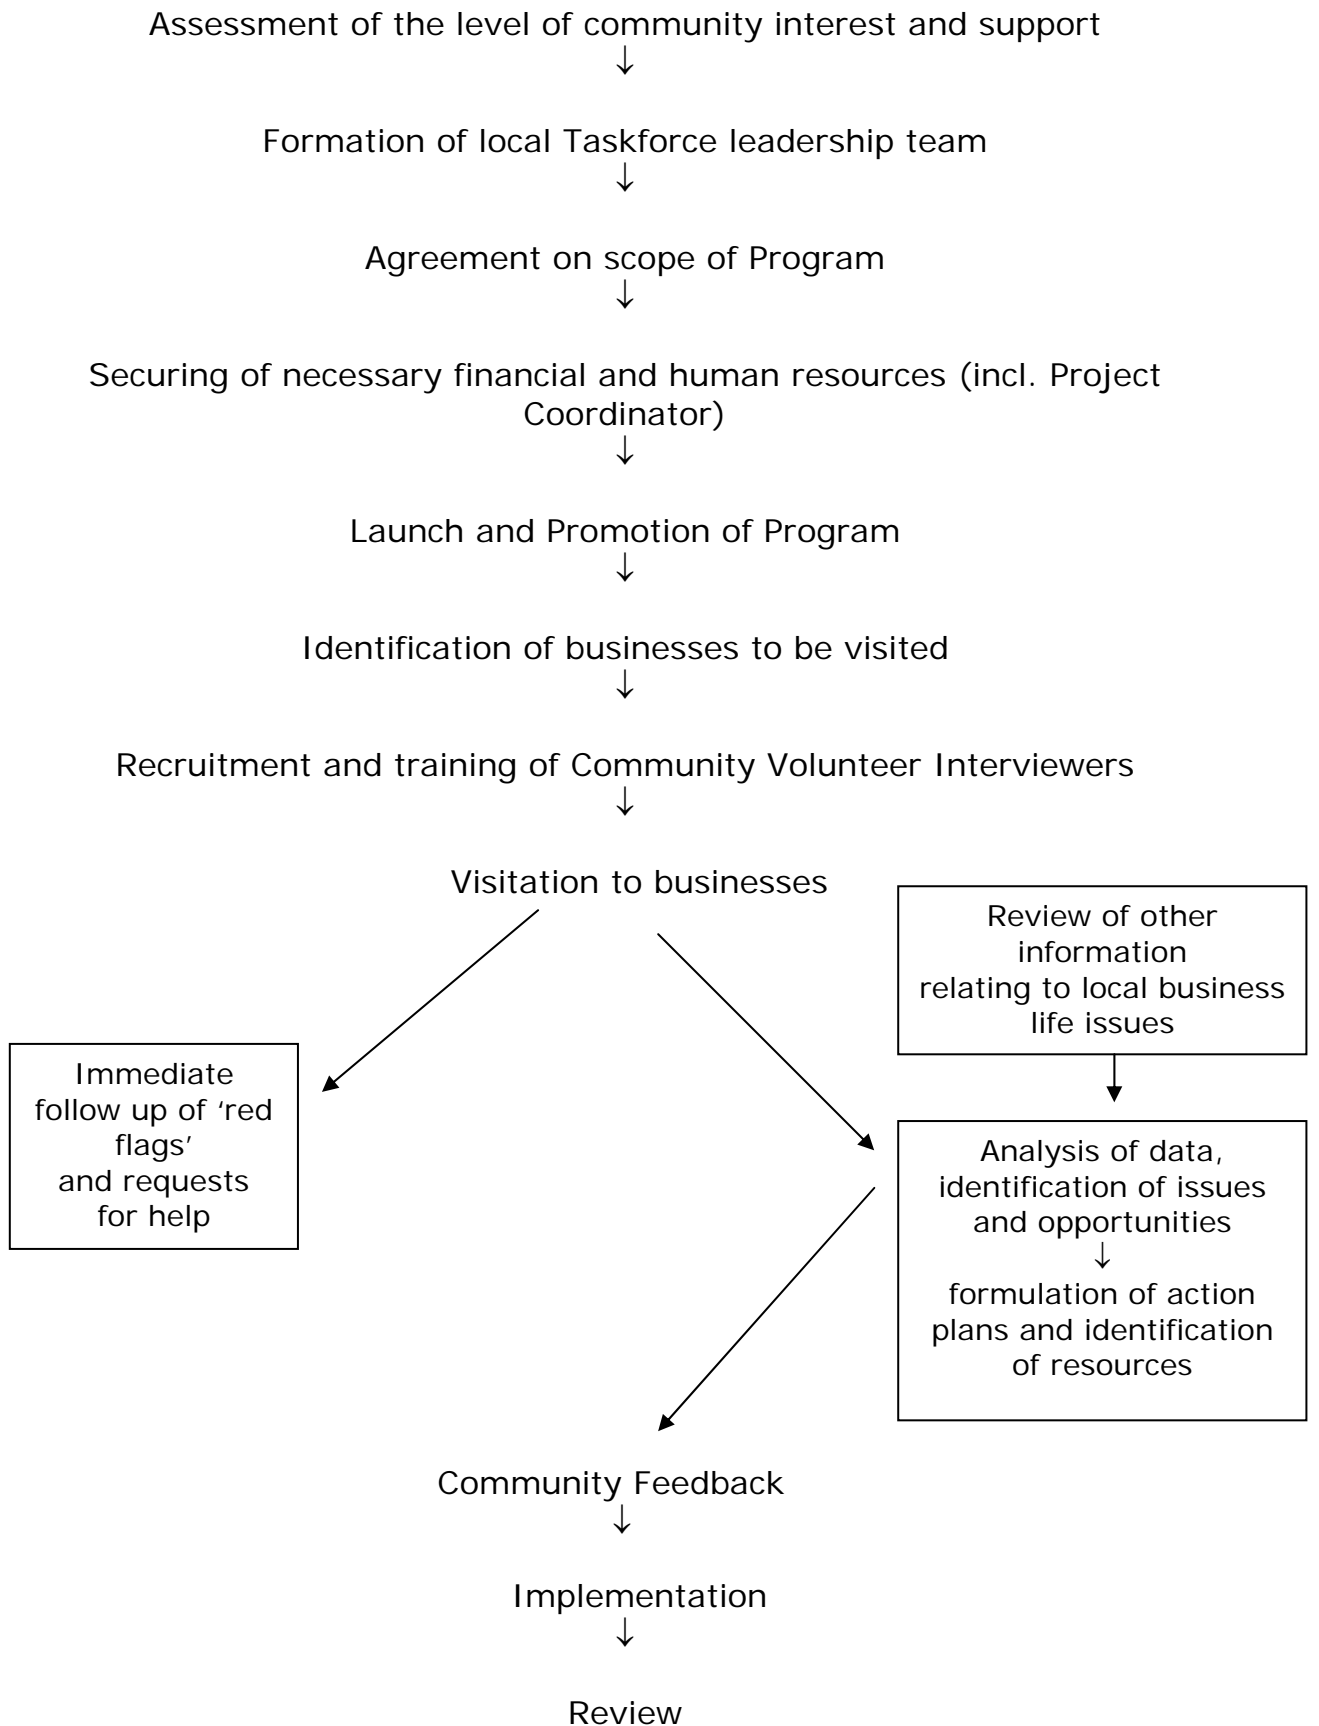 Assessment of the level of community interest and support
↓
Formation of local Taskforce leadership team
↓
Agreement on scope of Program
↓
Securing of necessary financial and human resources (incl. Project
Coordinator)
↓
Launch and Promotion of Program
↓
Identification of businesses to be visited
↓
Recruitment and training of Community Volunteer Interviewers
↓
Visitation to businesses
Review of other
information
relating to local business
life issues
Immediate
follow up of ‘red
flags’
and requests
for help
Analysis of data,
identification of issues
and opportunities
↓
formulation of action
plans and identification
of resources
Community Feedback
↓
Implementation
↓
Review